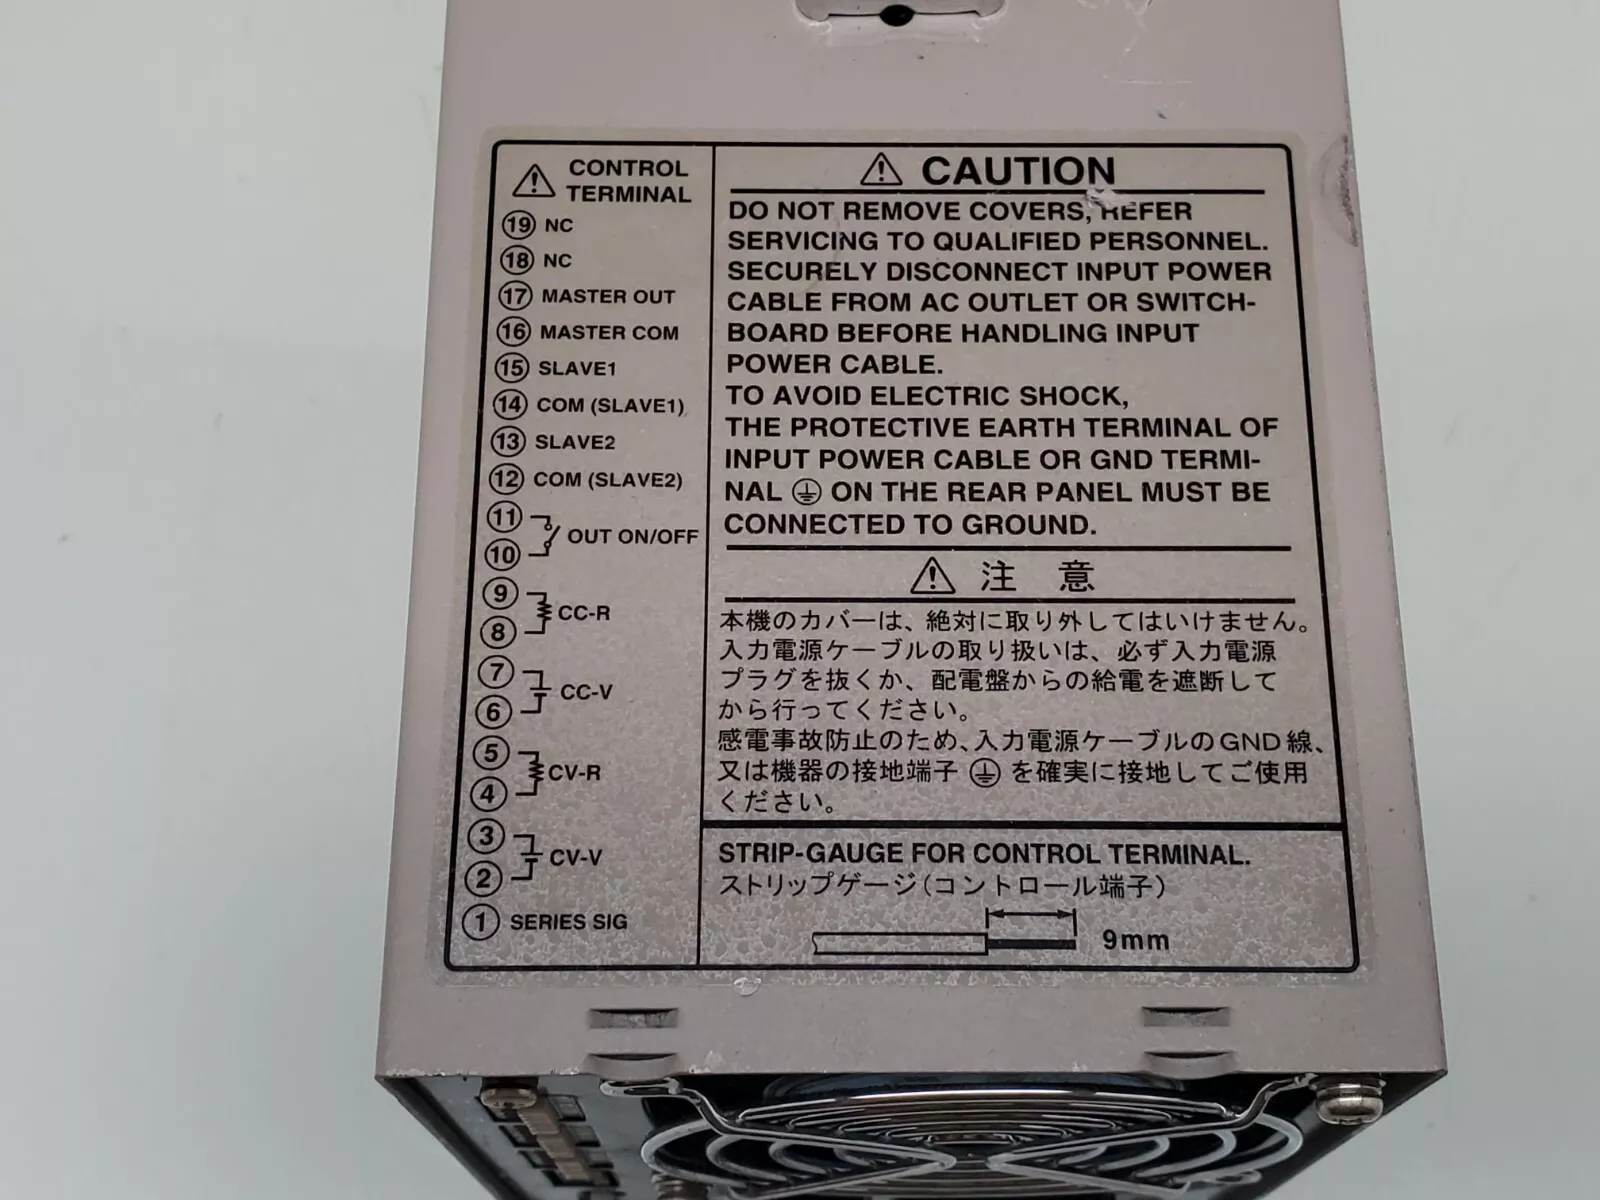 ⚠ CONTROL
TERMINAL
⑲ NC
⑱ NC
⑰ MASTER OUT
⑯ MASTER COM
⑮ SLAVE1
⑭ COM (SLAVE1)
⑬ SLAVE2
⑫ COM (SLAVE2)
⑪
⑩ OUT ON/OFF
⑨
⑧ CC-R
⑦
⑥ CC-V
⑤
④ CV-R
③
② CV-V
① SERIES SIG
⚠ CAUTION
DO NOT REMOVE COVERS, REFER
SERVICING TO QUALIFIED PERSONNEL.
SECURELY DISCONNECT INPUT POWER
CABLE FROM AC OUTLET OR SWITCH-
BOARD BEFORE HANDLING INPUT
POWER CABLE.
TO AVOID ELECTRIC SHOCK,
THE PROTECTIVE EARTH TERMINAL OF
INPUT POWER CABLE OR GND TERMI-
NAL ⏚ ON THE REAR PANEL MUST BE
CONNECTED TO GROUND.
⚠ 注 意
本機のカバーは、絶対に取り外してはいけません。
入力電源ケーブルの取り扱いは、必ず入力電源
プラグを抜くか、配電盤からの給電を遮断して
から行ってください。
感電事故防止のため、入力電源ケーブルのGND線、
又は機器の接地端子 ⏚ を確実に接地してご使用
ください。
STRIP-GAUGE FOR CONTROL TERMINAL.
ストリップゲージ(コントロール端子)
9mm